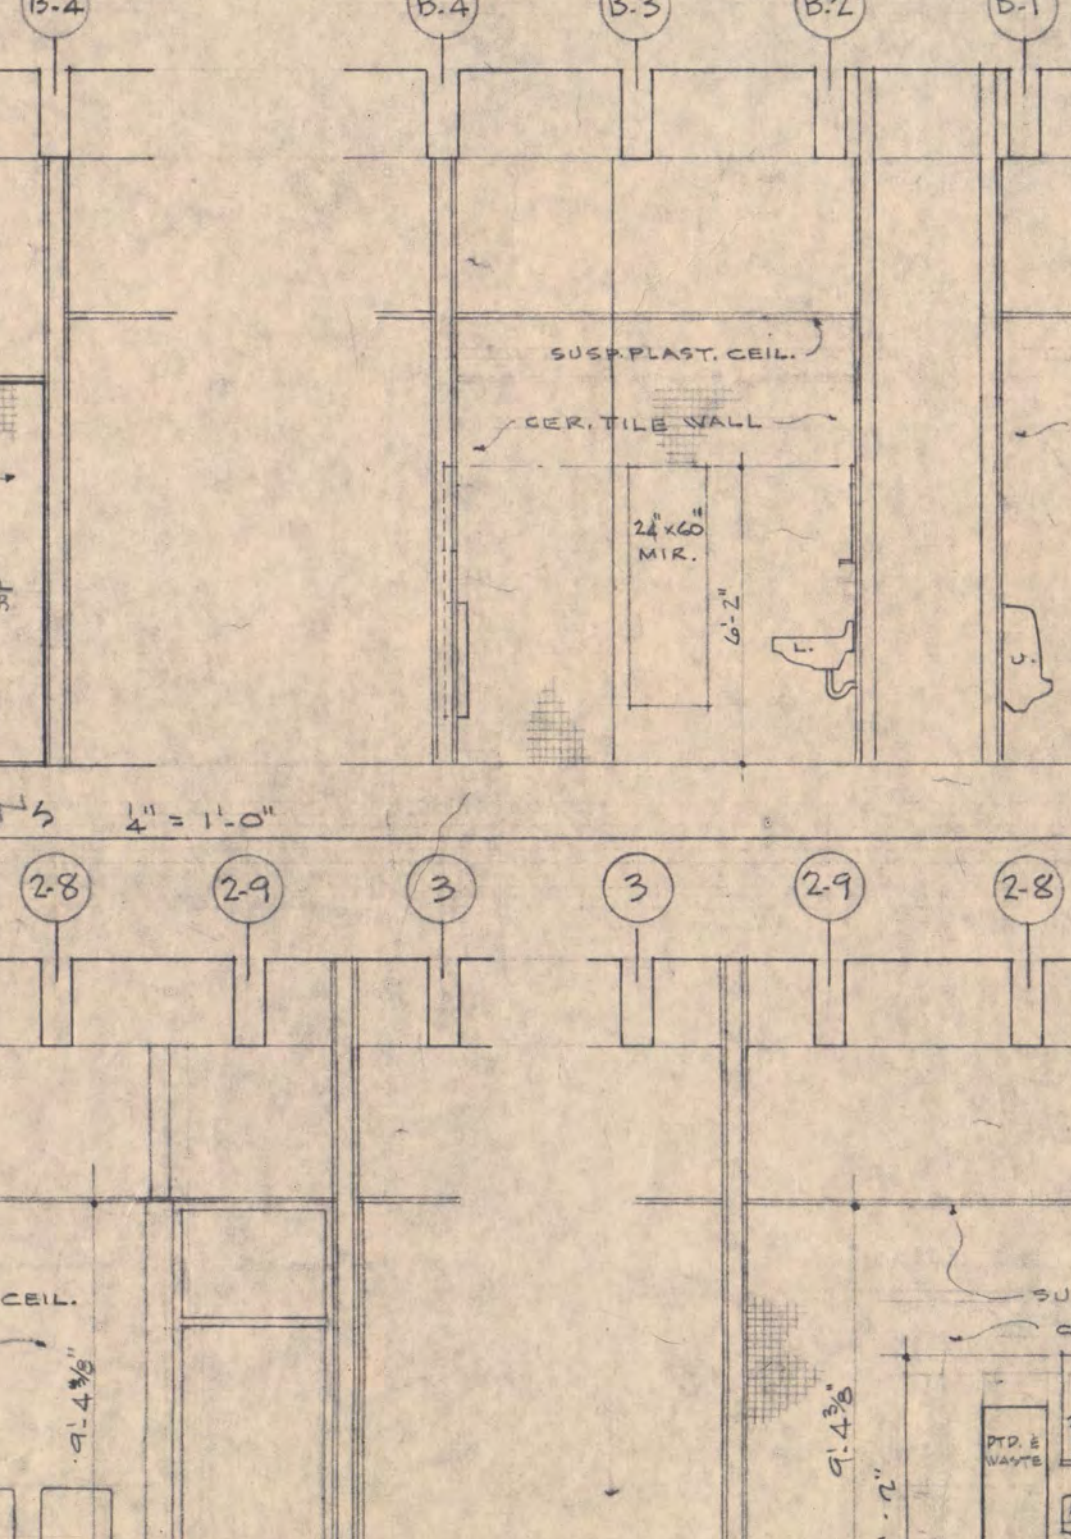 B.4
B.4
B.3
B.2
B.1
SUSP. PLAST. CEIL.
CER. TILE WALL
24" x 60"
MIR.
6'-2"
L.
U.
1/4" = 1'-0"
2-8
2-9
3
3
2-9
2-8
CEIL.
9'-4 3/8"
9'-4 3/8"
SU
PTD. &
WASTE